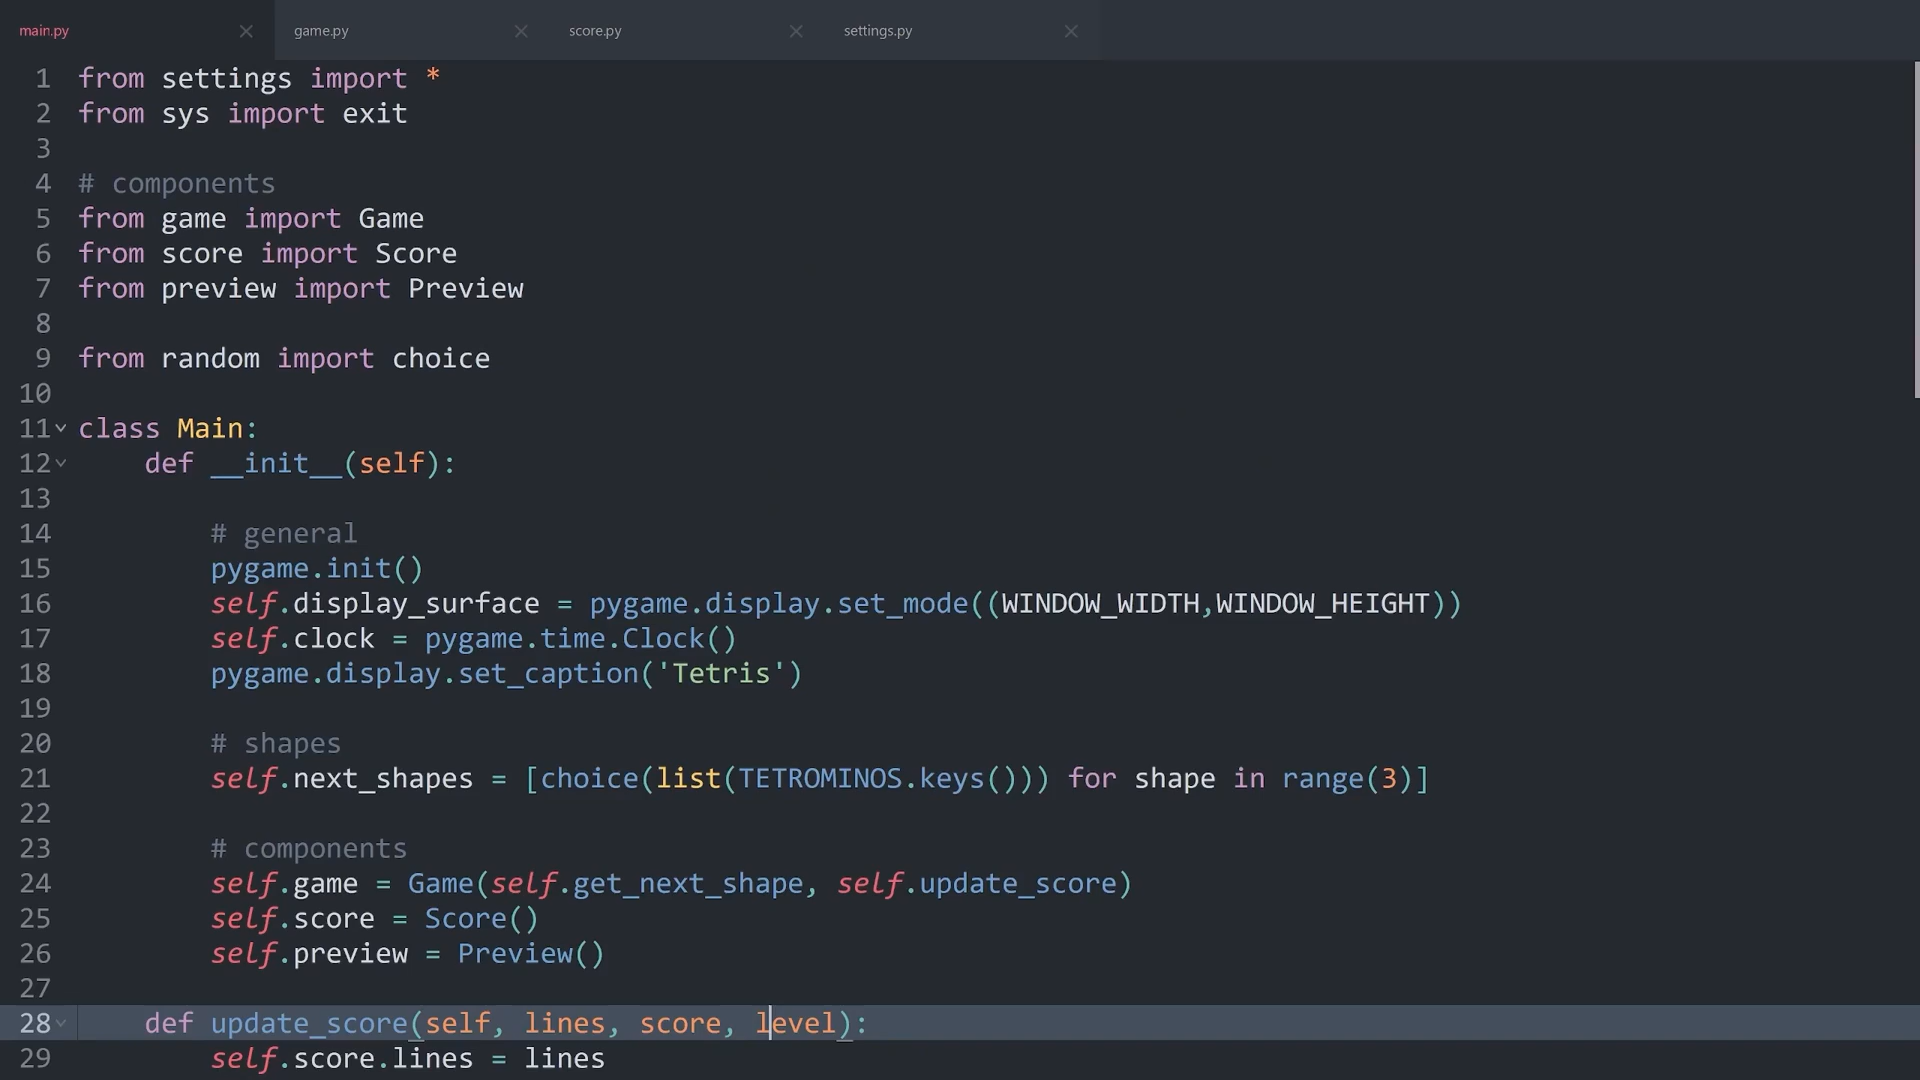 main.py
game.py
score.py
settings.py
1 from settings import *
2 from sys import exit
3
4 # components
5 from game import Game
6 from score import Score
7 from preview import Preview
8
9 from random import choice
10
11 class Main:
12     def __init__(self):
13
14         # general
15         pygame.init()
16         self.display_surface = pygame.display.set_mode((WINDOW_WIDTH,WINDOW_HEIGHT))
17         self.clock = pygame.time.Clock()
18         pygame.display.set_caption('Tetris')
19
20         # shapes
21         self.next_shapes = [choice(list(TETROMINOS.keys())) for shape in range(3)]
22
23         # components
24         self.game = Game(self.get_next_shape, self.update_score)
25         self.score = Score()
26         self.preview = Preview()
27
28     def update_score(self, lines, score, level):
29         self.score.lines = lines